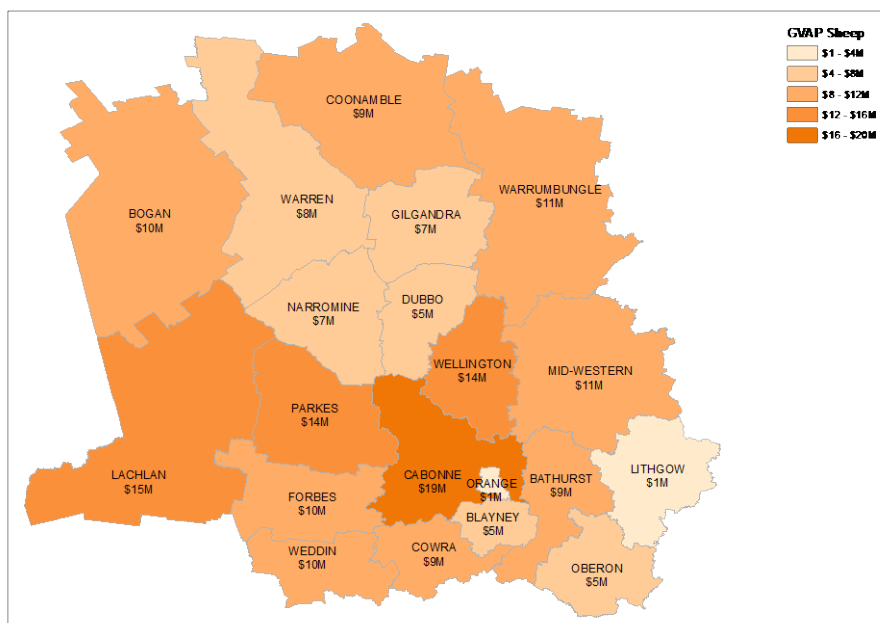 GVAP Sheep
$1 - $4M
$4 - $8M
$8 - $12M
$12 - $16M
$16 - $20M
COONAMBLE
$9M
WARRUMBUNGLE
$11M
WARREN
$8M
BOGAN
$10M
GILGANDRA
$7M
NARROMINE
$7M
DUBBO
$5M
WELLINGTON
$14M
MID-WESTERN
$11M
PARKES
$14M
LACHLAN
$15M
CABONNE
$19M
ORANGE
$1M
BATHURST
$9M
LITHGOW
$1M
FORBES
$10M
BLAYNEY
$5M
WEDDIN
$10M
COWRA
$9M
OBERON
$5M